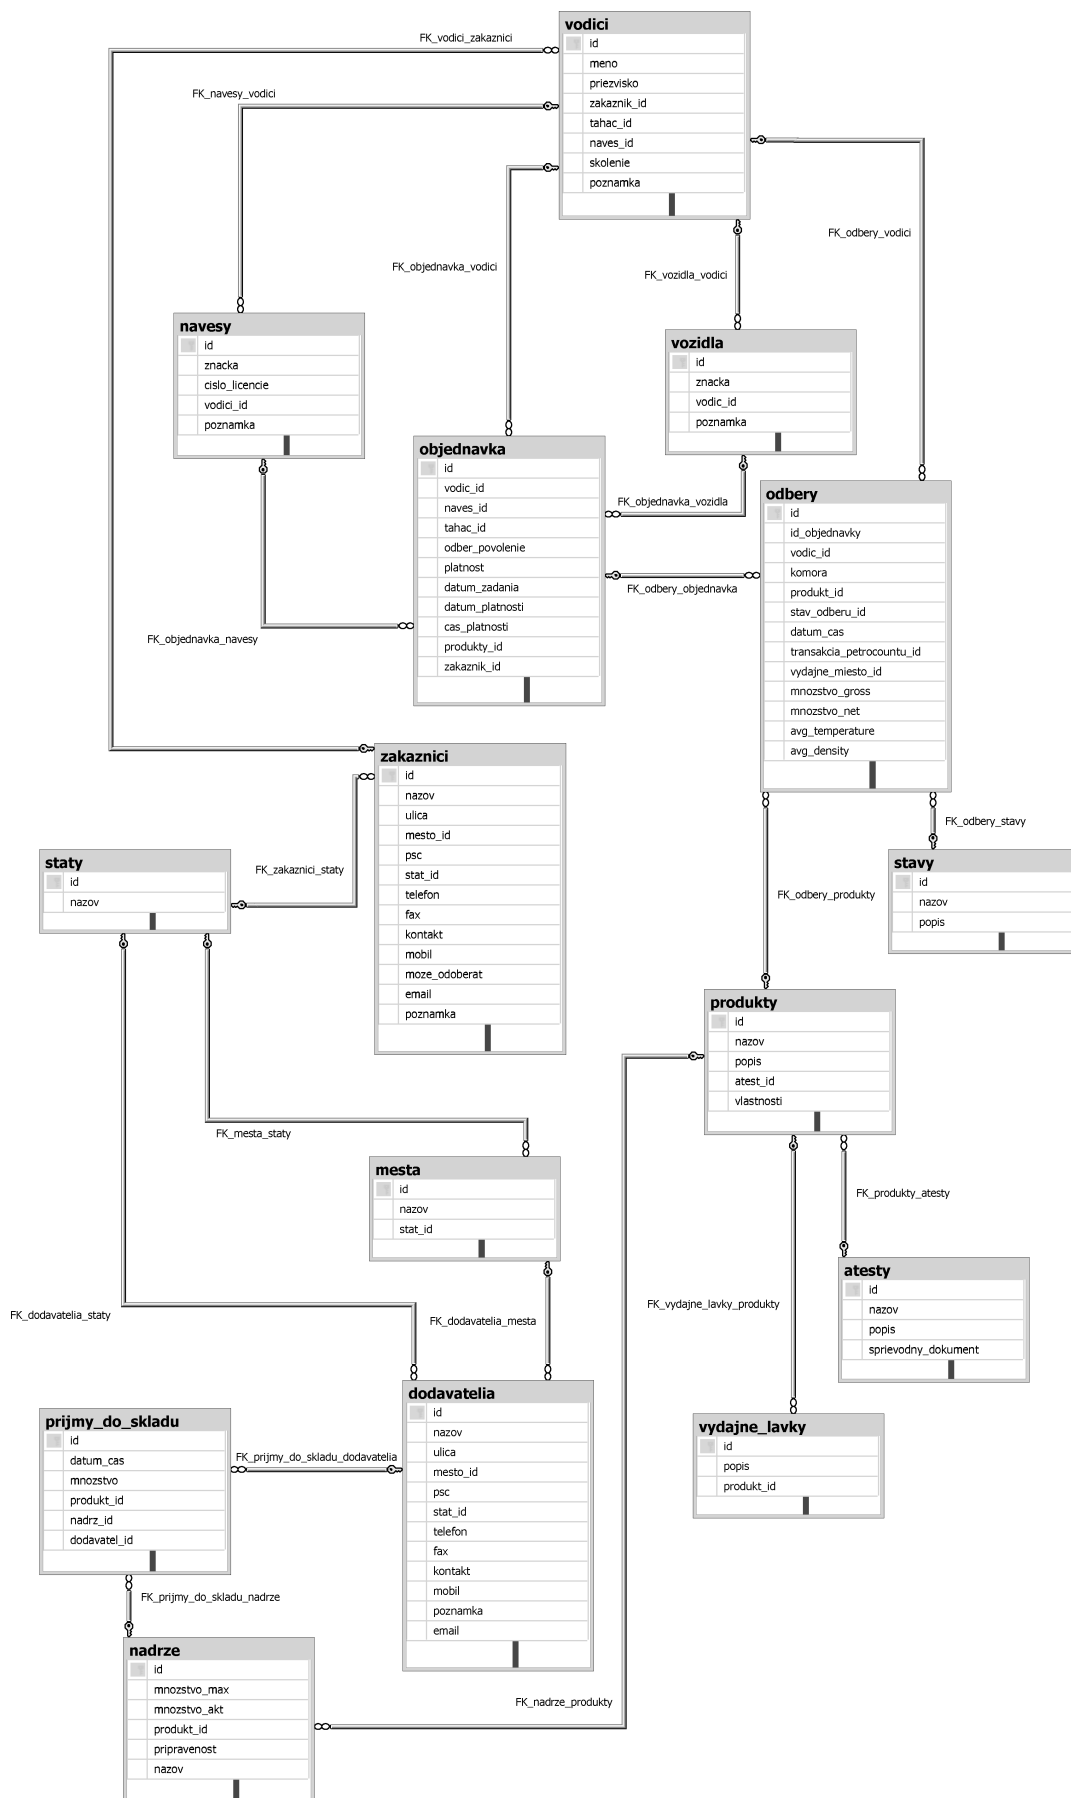 vodici
id
meno
priezvisko
zakaznik_id
tahac_id
naves_id
skolenie
poznamka
FK_vodici_zakaznici
FK_navesy_vodici
FK_objednavka_vodici
FK_vozidla_vodici
FK_odbery_vodici
navesy
id
znacka
cislo_licencie
vodici_id
poznamka
vozidla
id
znacka
vodic_id
poznamka
objednavka
id
vodic_id
naves_id
tahac_id
odber_povolenie
platnost
datum_zadania
datum_platnosti
cas_platnosti
produkty_id
zakaznik_id
FK_objednavka_vozidla
FK_odbery_objednavka
FK_objednavka_navesy
odbery
id
id_objednavky
vodic_id
komora
produkt_id
stav_odberu_id
datum_cas
transakcia_petrocountu_id
vydajne_miesto_id
mnozstvo_gross
mnozstvo_net
avg_temperature
avg_density
zakaznici
id
nazov
ulica
mesto_id
psc
stat_id
telefon
fax
kontakt
mobil
moze_odoberat
email
poznamka
staty
id
nazov
FK_zakaznici_staty
FK_odbery_stavy
FK_odbery_produkty
stavy
id
nazov
popis
produkty
id
nazov
popis
atest_id
vlastnosti
FK_mesta_staty
mesta
id
nazov
stat_id
FK_produkty_atesty
atesty
id
nazov
popis
sprievodny_dokument
FK_vydajne_lavky_produkty
FK_dodavatelia_staty
FK_dodavatelia_mesta
dodavatelia
id
nazov
ulica
mesto_id
psc
stat_id
telefon
fax
kontakt
mobil
poznamka
email
vydajne_lavky
id
popis
produkt_id
prijmy_do_skladu
id
datum_cas
mnozstvo
produkt_id
nadrz_id
dodavatel_id
FK_prijmy_do_skladu_dodavatelia
FK_prijmy_do_skladu_nadrze
nadrze
id
mnozstvo_max
mnozstvo_akt
produkt_id
pripravenost
nazov
FK_nadrze_produkty